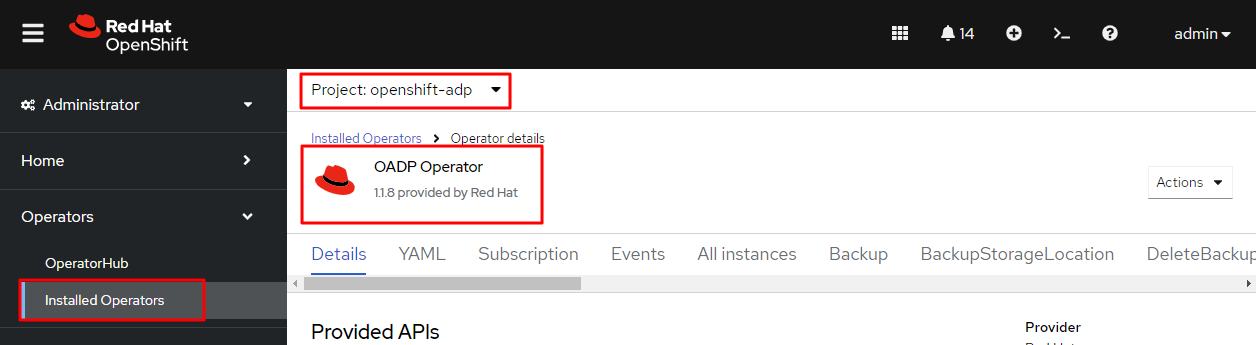 Red Hat
OpenShift
14
admin
Administrator
Home
Operators
OperatorHub
Installed Operators
Project: openshift-adp
Installed Operators > Operator details
OADP Operator
1.1.8 provided by Red Hat
Actions
Details YAML Subscription Events All instances Backup BackupStorageLocation DeleteBackup
Provided APIs
Provider